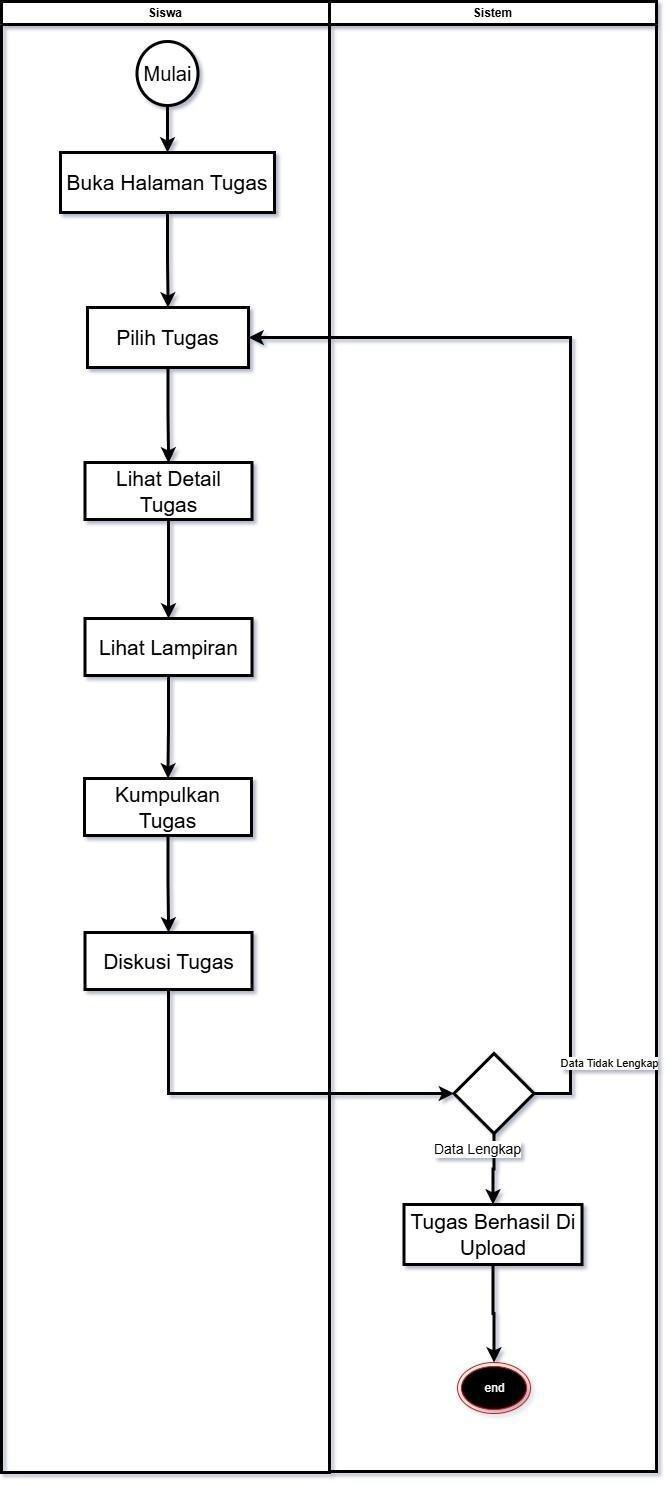 Siswa
Sistem
Mulai
Buka Halaman Tugas
Pilih Tugas
Lihat Detail
Tugas
Lihat Lampiran
Kumpulkan
Tugas
Diskusi Tugas
Data Tidak Lengkap
Data Lengkap
Tugas Berhasil Di
Upload
end